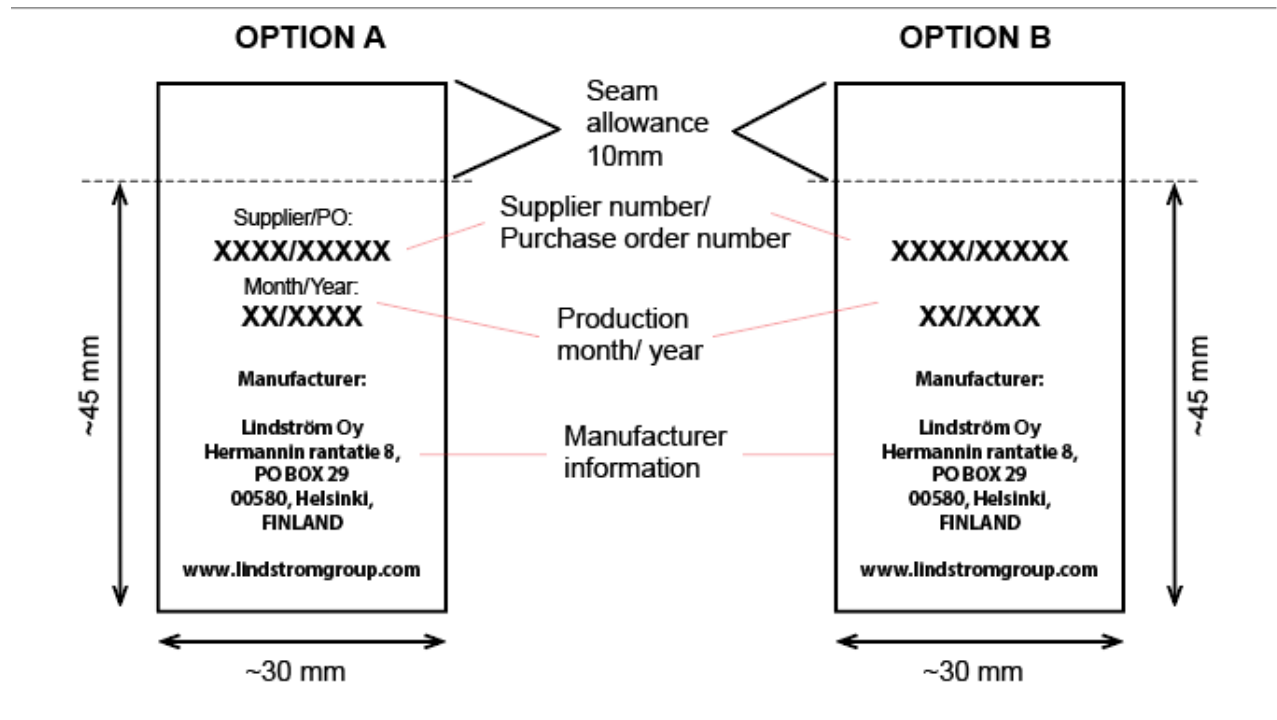 OPTION A
OPTION B
Seam
allowance
10mm
Supplier/PO:
XXXX/XXXXX
Month/Year:
XX/XXXX
Manufacturer:
Lindström Oy
Hermannin rantatie 8,
PO BOX 29
00580, Helsinki,
FINLAND
www.lindstromgroup.com
~45 mm
~30 mm
Supplier number/
Purchase order number
Production
month/ year
Manufacturer
information
XXXX/XXXXX
XX/XXXX
Manufacturer:
Lindström Oy
Hermannin rantatie 8,
PO BOX 29
00580, Helsinki,
FINLAND
www.lindstromgroup.com
~45 mm
~30 mm